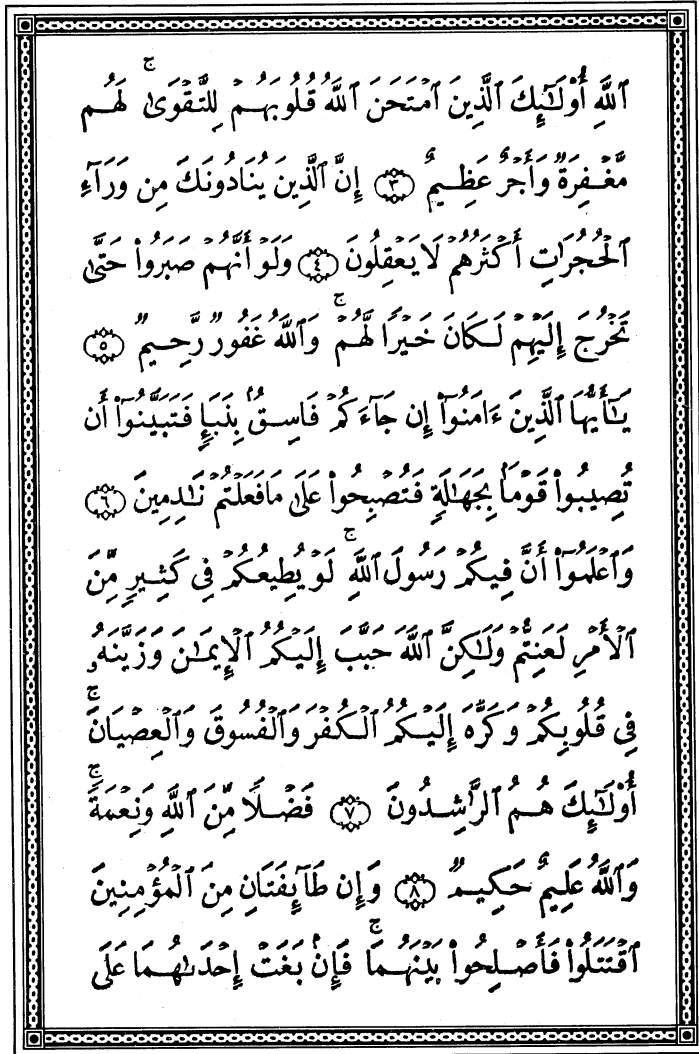 ٱللَّهِ أُو۟لَـٰٓئِكَ ٱلَّذِينَ ٱمۡتَحَنَ ٱللَّهُ قُلُوبَهُمۡ لِلتَّقۡوَىٰۚ لَهُم
مَّغۡفِرَةٞ وَأَجۡرٌ عَظِيمٌ ٣ إِنَّ ٱلَّذِينَ يُنَادُونَكَ مِن وَرَآءِ
ٱلۡحُجُرَٰتِ أَكۡثَرُهُمۡ لَا يَعۡقِلُونَ ٤ وَلَوۡ أَنَّهُمۡ صَبَرُوا۟ حَتَّىٰ
تَخۡرُجَ إِلَيۡهِمۡ لَكَانَ خَيۡرٗا لَّهُمۡۚ وَٱللَّهُ غَفُورٞ رَّحِيمٞ ٥
يَـٰٓأَيُّهَا ٱلَّذِينَ ءَامَنُوٓا۟ إِن جَآءَكُمۡ فَاسِقُۢ بِنَبَإٖ فَتَبَيَّنُوٓا۟ أَن
تُصِيبُوا۟ قَوۡمَۢا بِجَهَـٰلَةٖ فَتُصۡبِحُوا۟ عَلَىٰ مَا فَعَلۡتُمۡ نَـٰدِمِينَ ٦
وَٱعۡلَمُوٓا۟ أَنَّ فِيكُمۡ رَسُولَ ٱللَّهِۚ لَوۡ يُطِيعُكُمۡ فِي كَثِيرٖ مِّنَ
ٱلۡأَمۡرِ لَعَنِتُّمۡ وَلَـٰكِنَّ ٱللَّهَ حَبَّبَ إِلَيۡكُمُ ٱلۡإِيمَـٰنَ وَزَيَّنَهُۥ
فِي قُلُوبِكُمۡ وَكَرَّهَ إِلَيۡكُمُ ٱلۡكُفۡرَ وَٱلۡفُسُوقَ وَٱلۡعِصۡيَانَۚ
أُو۟لَـٰٓئِكَ هُمُ ٱلرَّٰشِدُونَ ٧ فَضۡلٗا مِّنَ ٱللَّهِ وَنِعۡمَةٗۚ
وَٱللَّهُ عَلِيمٌ حَكِيمٞ ٨ وَإِن طَآئِفَتَانِ مِنَ ٱلۡمُؤۡمِنِينَ
ٱقۡتَتَلُوا۟ فَأَصۡلِحُوا۟ بَيۡنَهُمَاۚ فَإِنۢ بَغَتۡ إِحۡدَىٰهُمَا عَلَى